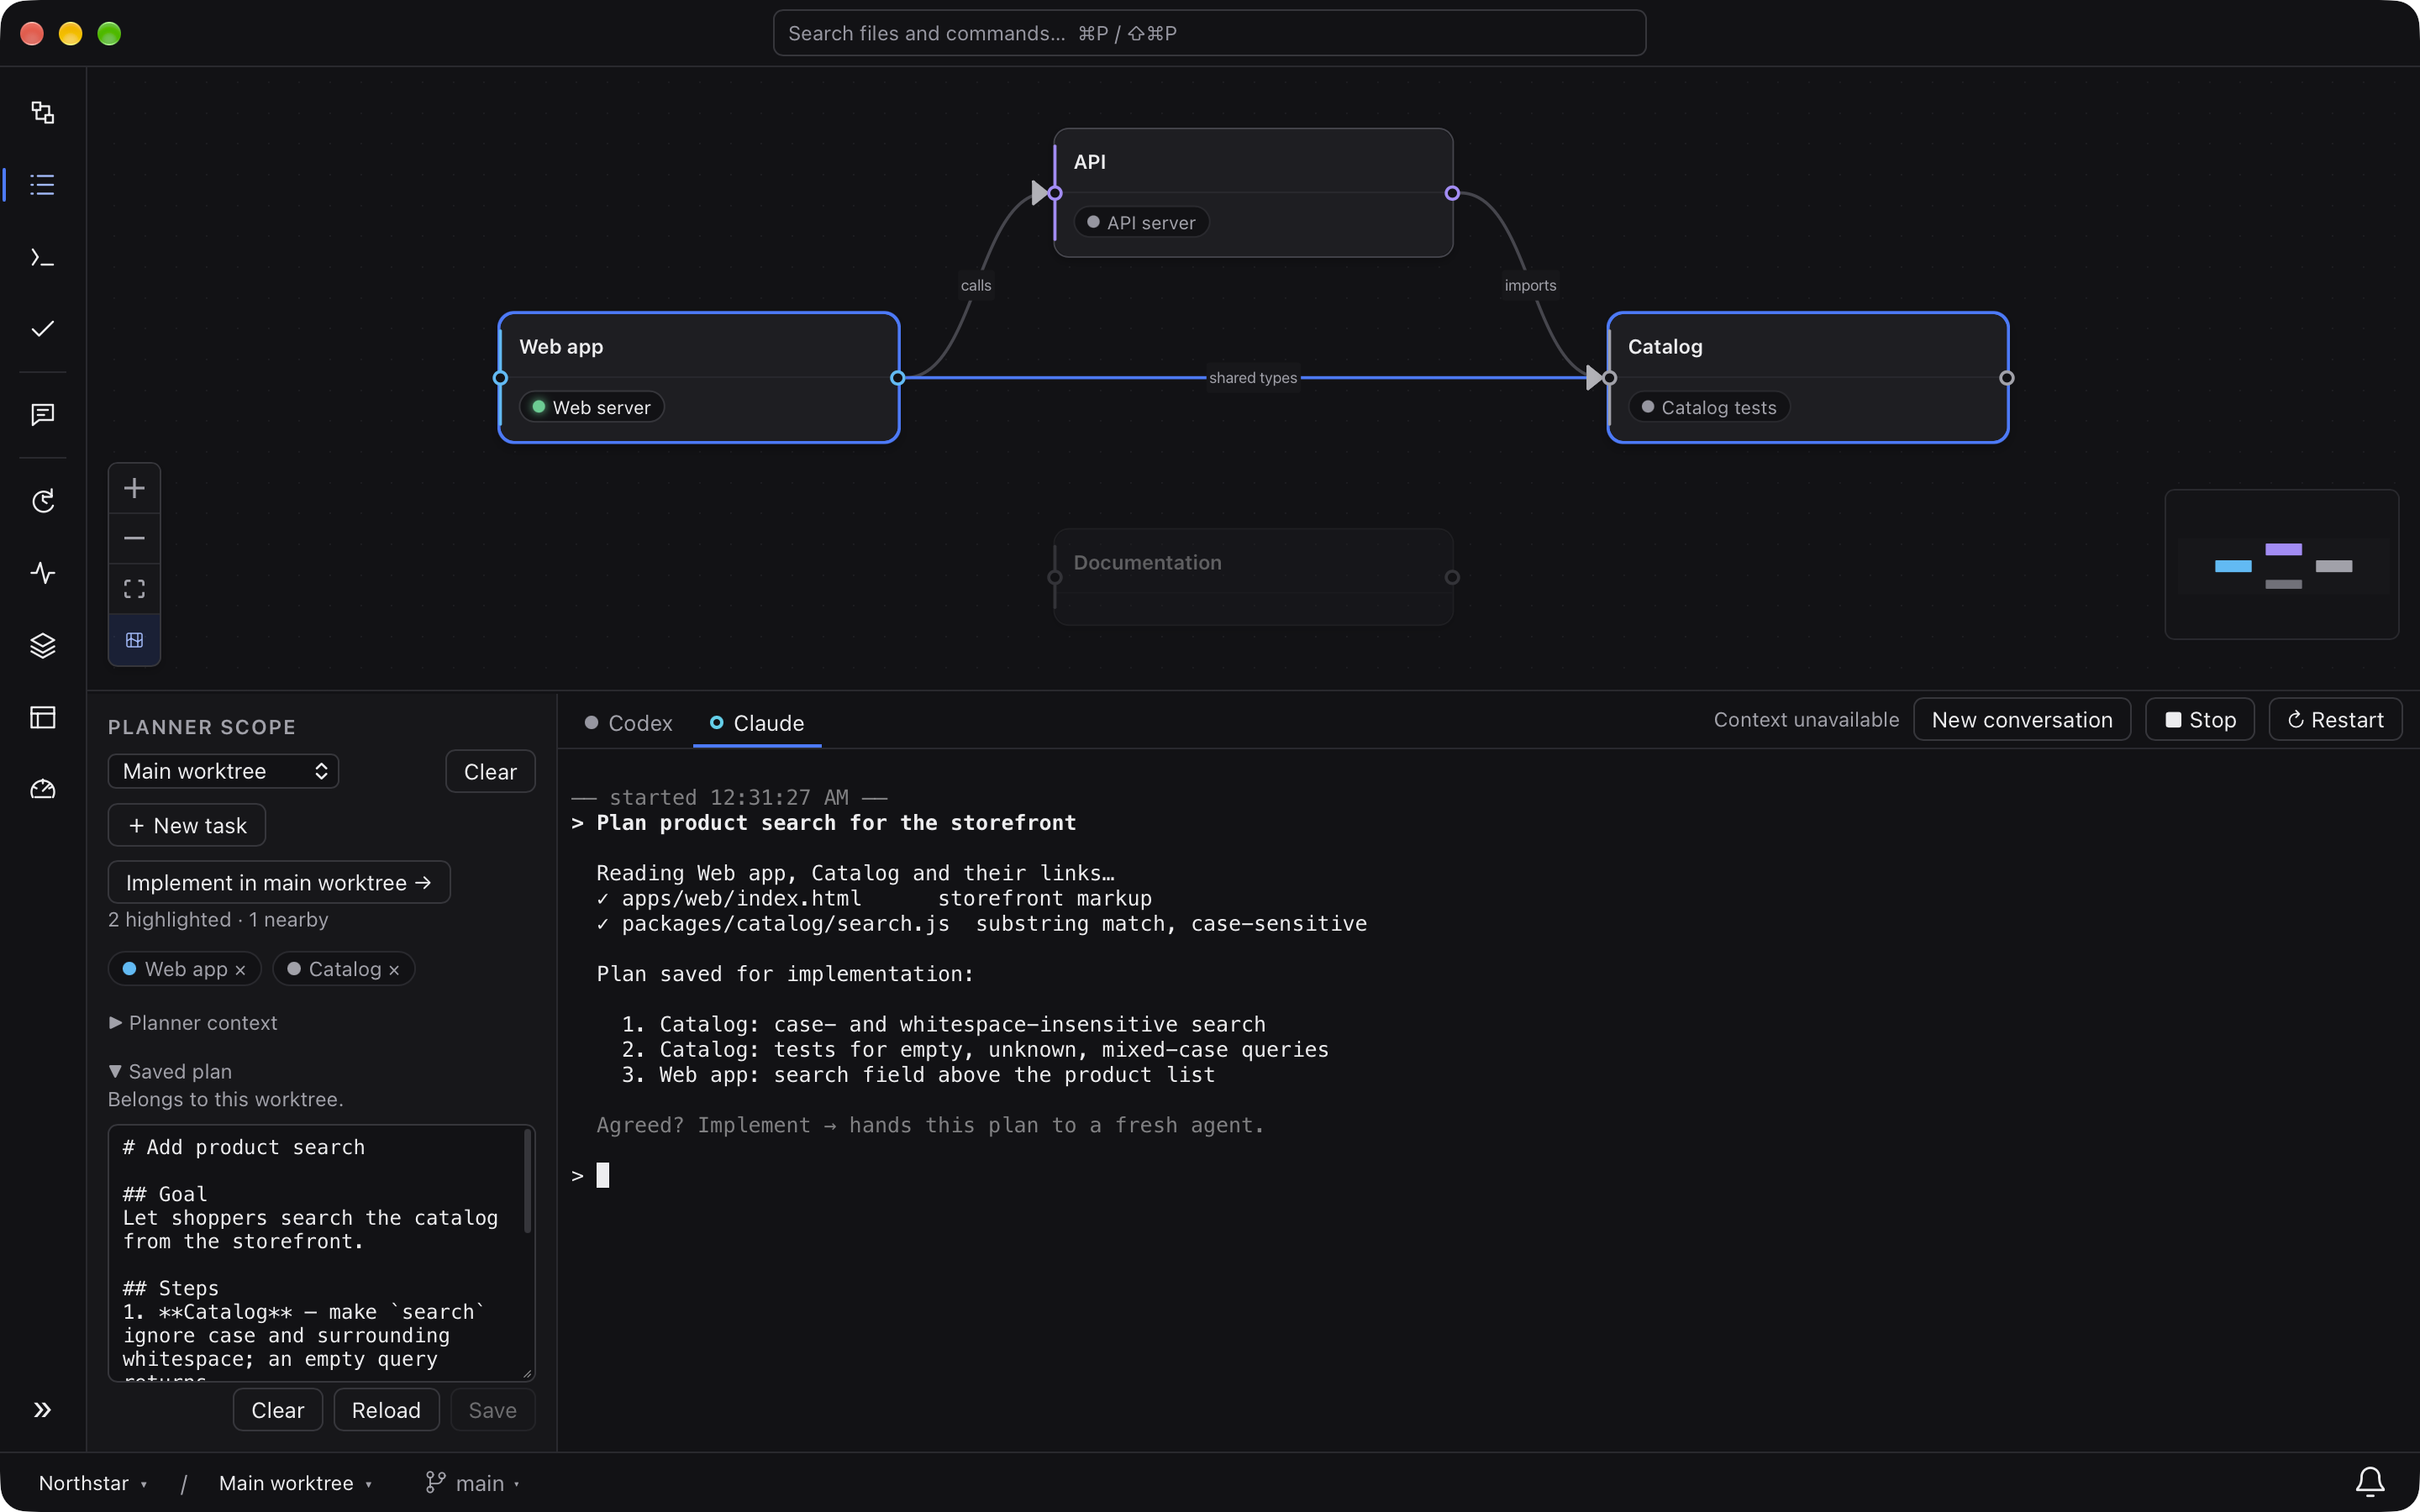 Search files and commands... ⌘P / ⇧⌘P
API
API server
calls
imports
Web app
Web server
shared types
Catalog
Catalog tests
Documentation
PLANNER SCOPE
Main worktree
Clear
+ New task
Implement in main worktree →
2 highlighted · 1 nearby
Web app ×
Catalog ×
▶ Planner context
▼ Saved plan
Belongs to this worktree.
# Add product search
## Goal
Let shoppers search the catalog
from the storefront.
## Steps
1. **Catalog** — make `search`
ignore case and surrounding
whitespace; an empty query
returns
Clear
Reload
Save
Codex
Claude
Context unavailable
New conversation
Stop
Restart
—— started 12:31:27 AM ——
> Plan product search for the storefront
Reading Web app, Catalog and their links…
✓ apps/web/index.html storefront markup
✓ packages/catalog/search.js substring match, case-sensitive
Plan saved for implementation:
1. Catalog: case- and whitespace-insensitive search
2. Catalog: tests for empty, unknown, mixed-case queries
3. Web app: search field above the product list
Agreed? Implement → hands this plan to a fresh agent.
>
Northstar / Main worktree main